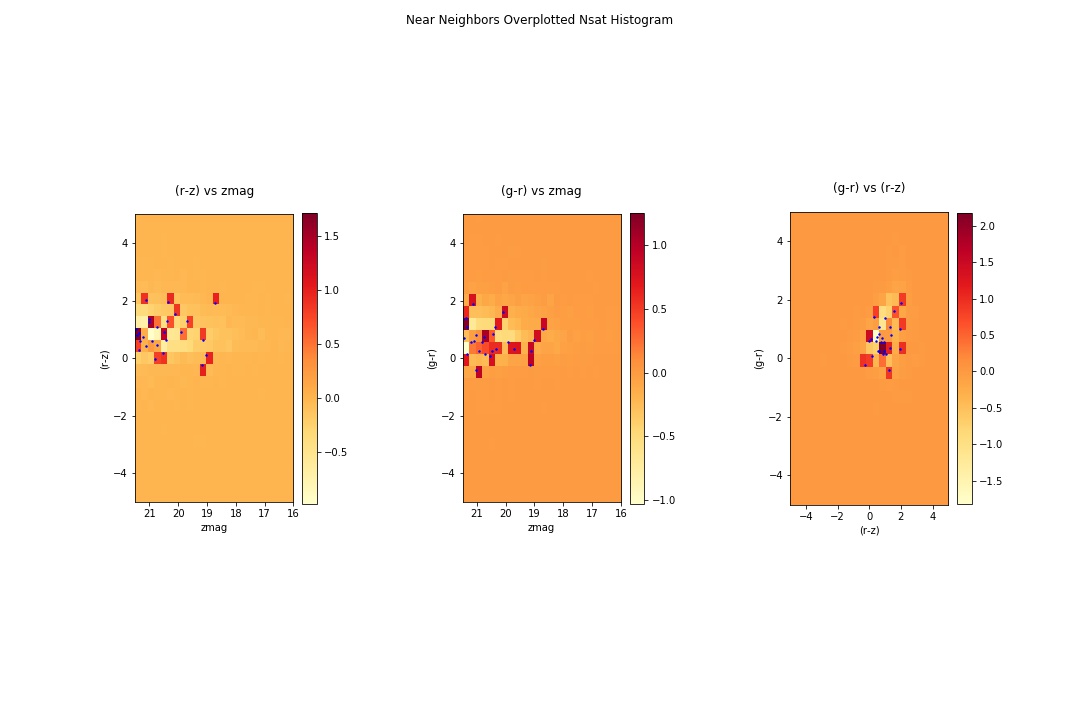 Near Neighbors Overplotted Nsat Histogram
(r-z) vs zmag
(g-r) vs zmag
(g-r) vs (r-z)
4
2
0
−2
−4
(r-z)
21 20 19 18 17 16
zmag
1.5
1.0
0.5
0.0
−0.5
4
2
0
−2
−4
(g-r)
21 20 19 18 17 16
zmag
1.0
0.5
0.0
−0.5
−1.0
4
2
0
−2
−4
(g-r)
−4 −2 0 2 4
(r-z)
2.0
1.5
1.0
0.5
0.0
−0.5
−1.0
−1.5